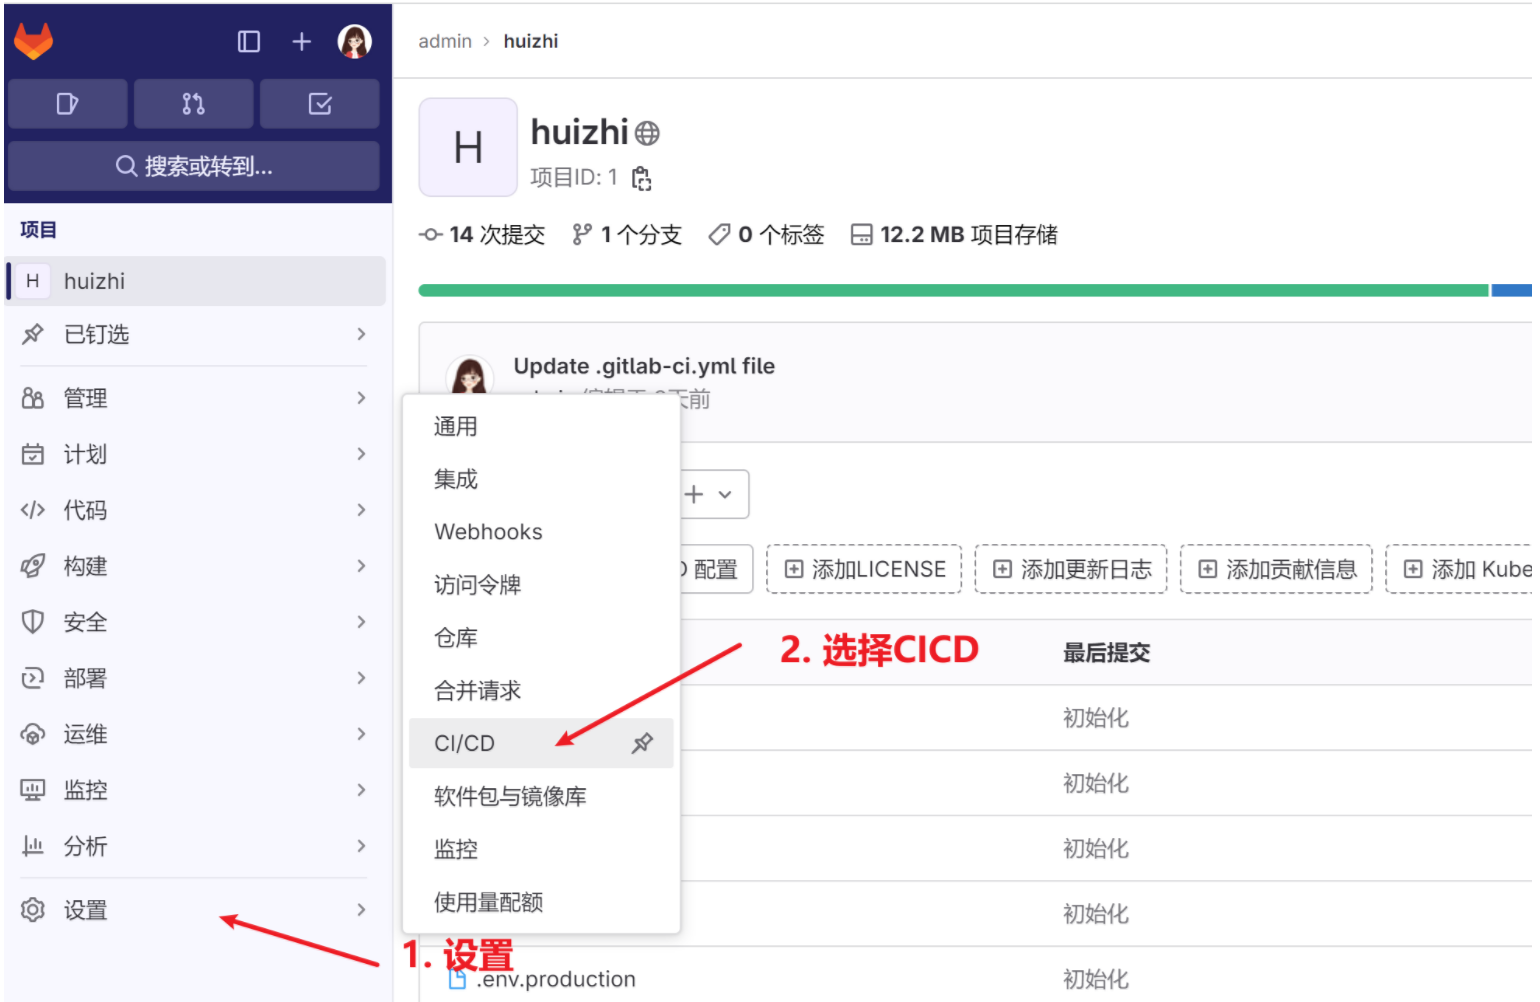 admin > huizhi
搜索或转到...
项目
H huizhi
已钉选
管理
计划
代码
构建
安全
部署
运维
监控
分析
设置
H
huizhi
项目ID: 1
14 次提交 1 个分支 0 个标签 12.2 MB 项目存储
Update .gitlab-ci.yml file
天前
通用
集成
Webhooks
访问令牌
仓库
合并请求
CI/CD
软件包与镜像库
监控
使用量配额
配置 添加LICENSE 添加更新日志 添加贡献信息 添加 Kube
2. 选择CICD
最后提交
初始化
初始化
初始化
初始化
1. 设置
.env.production 初始化